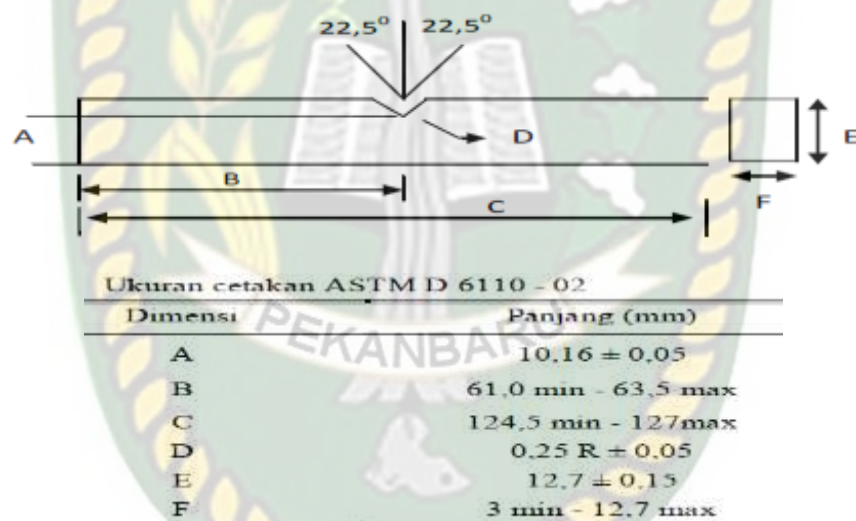 22,5⁰ 22,5⁰
A D E
B
C F
Ukuran cetakan ASTM D 6110 - 02
Dimensi Panjang (mm)
PEKANBARU
A 10,16 ± 0,05
B 61,0 min - 63,5 max
C 124,5 min - 127max
D 0,25 R ± 0,05
E 12,7 ± 0,15
F 3 min - 12,7 max